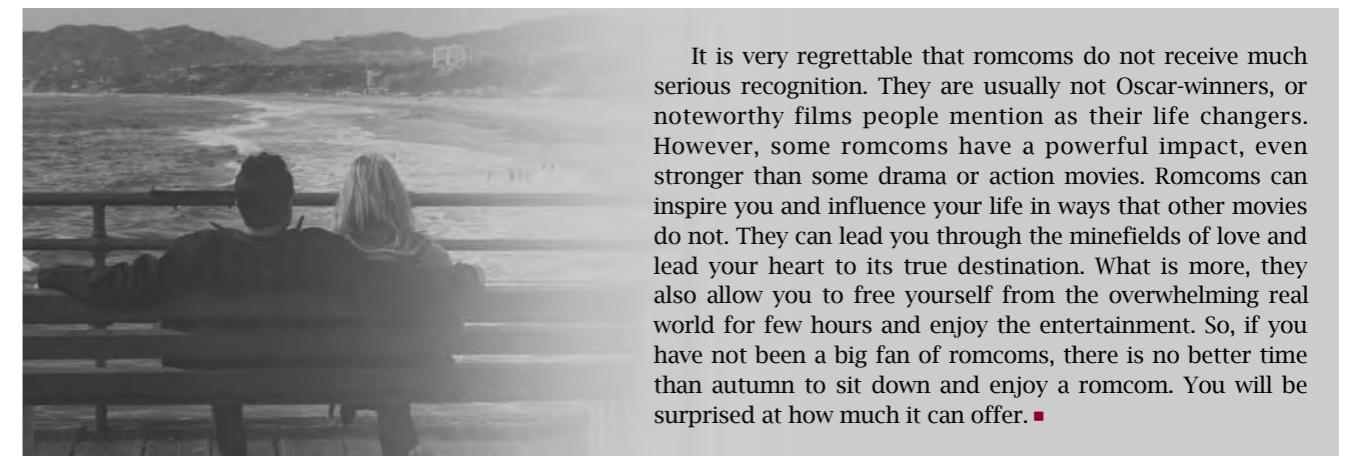 It is very regrettable that romcoms do not receive much
serious recognition. They are usually not Oscar-winners, or
noteworthy films people mention as their life changers.
However, some romcoms have a powerful impact, even
stronger than some drama or action movies. Romcoms can
inspire you and influence your life in ways that other movies
do not. They can lead you through the minefields of love and
lead your heart to its true destination. What is more, they
also allow you to free yourself from the overwhelming real
world for few hours and enjoy the entertainment. So, if you
have not been a big fan of romcoms, there is no better time
than autumn to sit down and enjoy a romcom. You will be
surprised at how much it can offer. ■